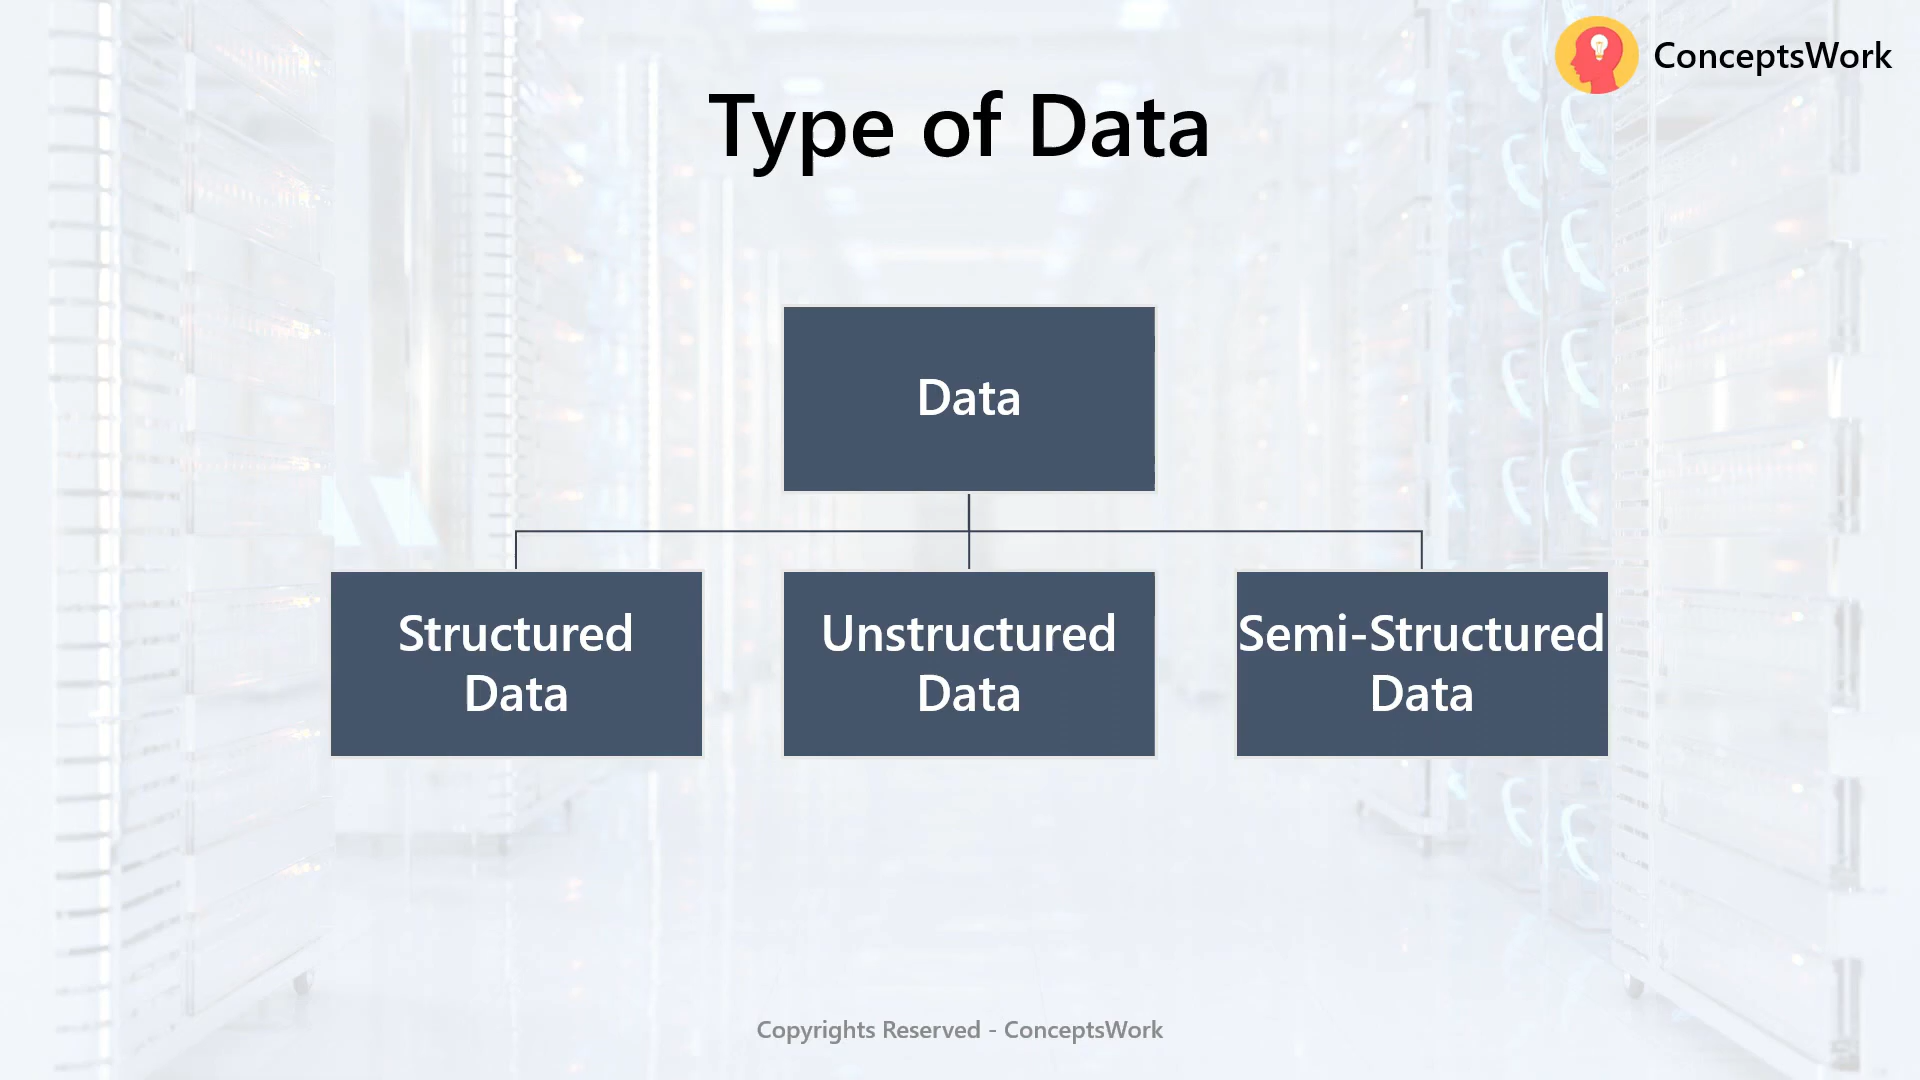 ConceptsWork
Type of Data
Data
Structured
Data
Unstructured
Data
Semi-Structured
Data
Copyrights Reserved - ConceptsWork